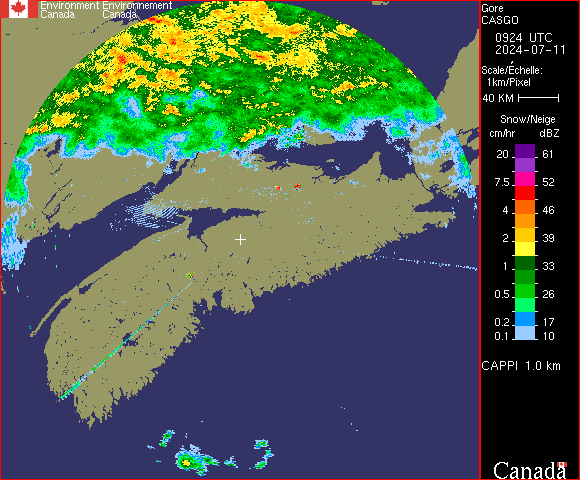 Environment Environnement
Canada Canada
Gore
CASGO
0924 UTC
2024-07-11
Scale/Echelle:
1km/Pixel
40 KM
Snow/Neige
cm/hr dBZ
20 61
7.5 52
4 46
2 39
1 33
0.5 26
0.2 17
0.1 10
CAPPI 1.0 km
Canada